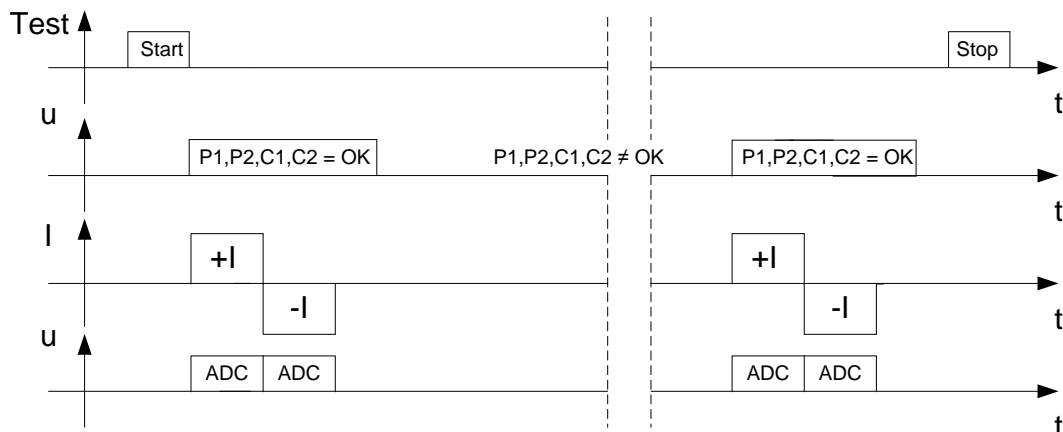 Test
Start
Stop
t
u
P1,P2,C1,C2 = OK
P1,P2,C1,C2 ≠ OK
P1,P2,C1,C2 = OK
t
I
+I
-I
+I
-I
t
u
ADC
ADC
ADC
ADC
t